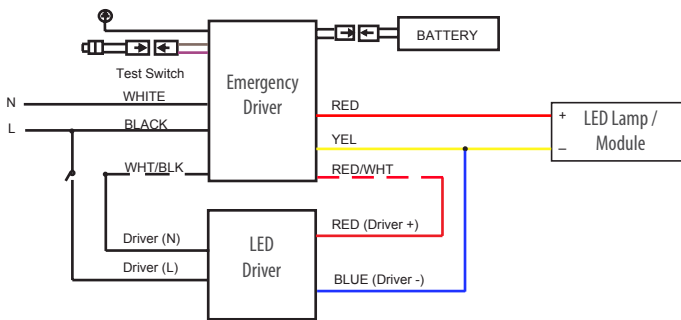 BATTERY
Test Switch
Emergency
Driver
N
WHITE
RED
+
LED Lamp /
Module
L
BLACK
YEL
–
WHT/BLK
RED/WHT
LED
Driver
RED (Driver +)
Driver (N)
Driver (L)
BLUE (Driver -)